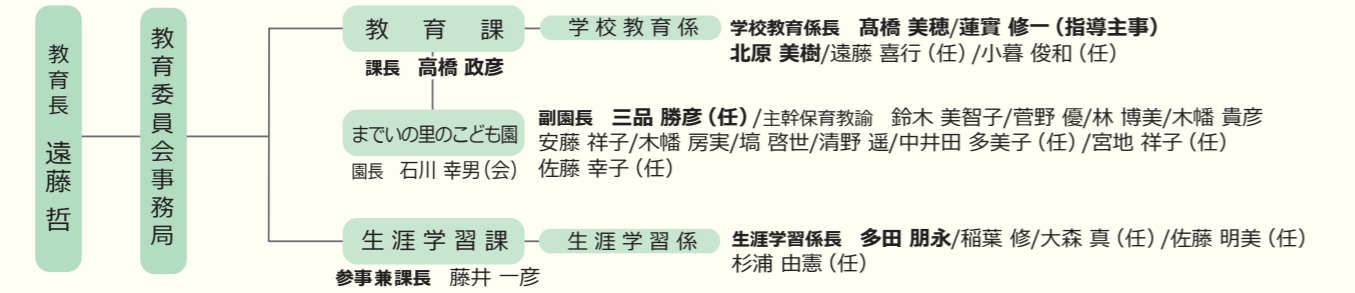 教育長 遠藤 哲
教育委員会事務局
教育課
課長 高橋 政彦
学校教育係
学校教育係長 髙橋 美穂/蓮實 修一（指導主事）
北原 美樹/遠藤 喜行（任）/小暮 俊和（任）
までいの里のこども園
園長 石川 幸男（会）
副園長 三品 勝彦（任）/主幹保育教諭 鈴木 美智子/菅野 優/林 博美/木幡 貴彦
安藤 祥子/木幡 房実/塙 啓世/清野 遥/中井田 多美子（任）/宮地 祥子（任）
佐藤 幸子（任）
生涯学習課
参事兼課長 藤井 一彦
生涯学習係
生涯学習係長 多田 朋永/稲葉 修/大森 真（任）/佐藤 明美（任）
杉浦 由憲（任）